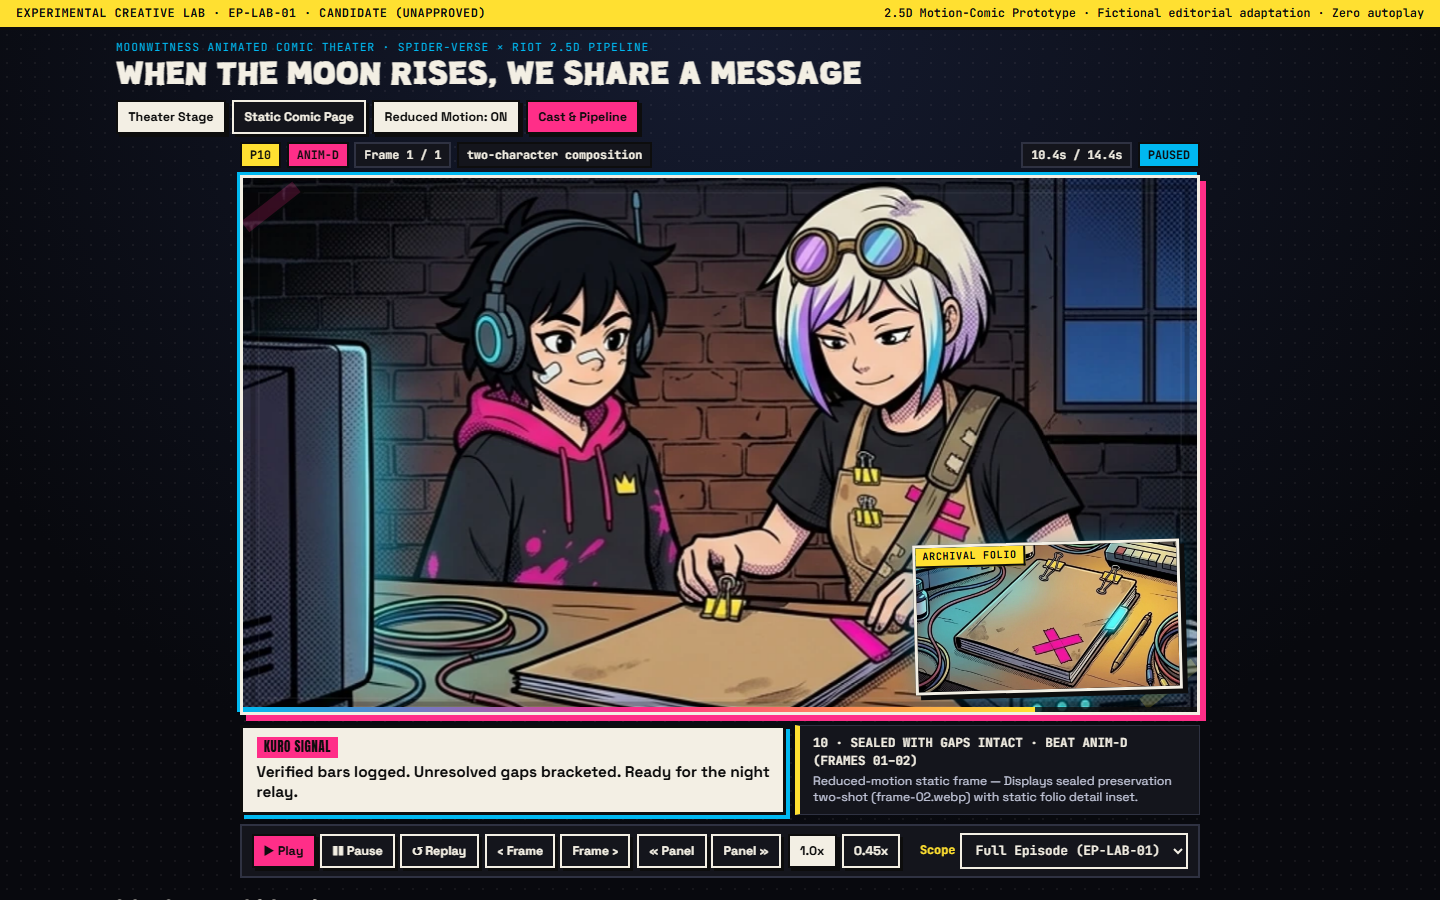 EXPERIMENTAL CREATIVE LAB · EP-LAB-01 · CANDIDATE (UNAPPROVED)
2.5D Motion-Comic Prototype · Fictional editorial adaptation · Zero autoplay
MOONWITNESS ANIMATED COMIC THEATER · SPIDER-VERSE × RIOT 2.5D PIPELINE
WHEN THE MOON RISES, WE SHARE A MESSAGE
Theater Stage
Static Comic Page
Reduced Motion: ON
Cast & Pipeline
P10
ANIM-D
Frame 1 / 1
two-character composition
10.4s / 14.4s
PAUSED
ARCHIVAL FOLIO
KURO SIGNAL
Verified bars logged. Unresolved gaps bracketed. Ready for the night
relay.
10 · SEALED WITH GAPS INTACT · BEAT ANIM-D
(FRAMES 01–02)
Reduced-motion static frame — Displays sealed preservation
two-shot (frame-02.webp) with static folio detail inset.
▶ Play
▮▮ Pause
↺ Replay
‹ Frame
Frame ›
« Panel
Panel »
1.0x
0.45x
Scope
Full Episode (EP-LAB-01)